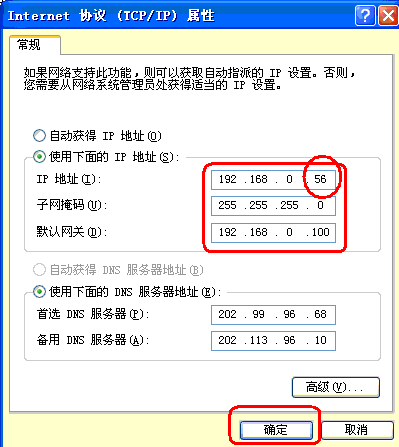 Internet 协议 (TCP/IP) 属性
常规
如果网络支持此功能，则可以获取自动指派的 IP 设置。否则，
您需要从网络系统管理员处获得适当的 IP 设置。
自动获得 IP 地址(O)
使用下面的 IP 地址(S):
IP 地址(I): 192 .168 . 0 . 56
子网掩码(U): 255 .255 .255 . 0
默认网关(D): 192 .168 . 0 .100
自动获得 DNS 服务器地址(B)
使用下面的 DNS 服务器地址(E):
首选 DNS 服务器(P): 202 . 99 . 96 . 68
备用 DNS 服务器(A): 202 .113 . 96 . 10
高级(V)...
确定 取消